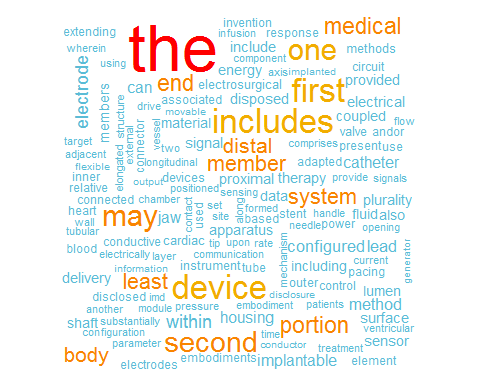 extending
invention
medical
wherein
the
infusion
response
include
one
methods
using
component
circuit
energy
axis
implanted
electrode
members
can
end
electrosurgical
first
provided
structure
associated
disposed
electrical
drive
movable
includes
coupled
flow
external
connector
material
valve
andor
vessel
target
two
signal
distal
comprises
present
use
adjacent
elongated
longitudinal
member
adapted
catheter
flexible
inner
devices
proximal
therapy
provide
signals
relative
output
positioned
sensing
data
system
plurality
connected
chamber
contact
used
set
along
formed
heart
may
jaw
site
based
stent
handle
fluid
also
wall
needle
power
opening
tubular
apparatus
conductive
cardiac
tip
upon
rate
mechanism
configured
lead
blood
electrically
layer
communication
current
generator
information
instrument
tube
including
pacing
delivery
least
device
outer
control
lumen
disclosed
imd
disclosure
another
module
pressure
embodiment
patients
method
shaft
substantially
within
housing
portion
surface
configuration
time
ventricular
parameter
second
conductor
sensor
body
treatment
electrodes
embodiments
implantable
element